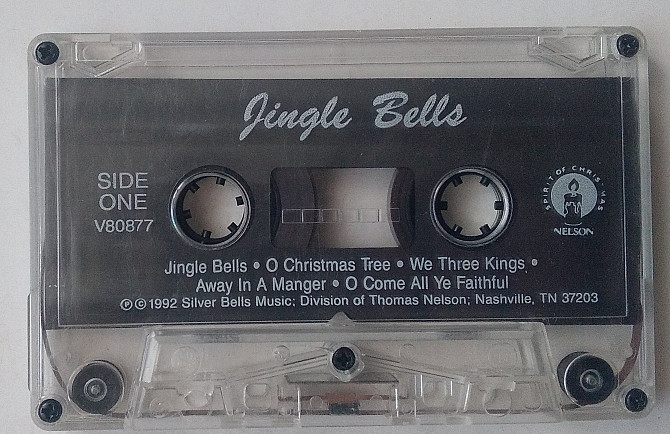 Jingle Bells
SIDE
ONE
V80877
SPIRIT OF CHRISTMAS
NELSON
Jingle Bells • O Christmas Tree • We Three Kings •
Away In A Manger • O Come All Ye Faithful
℗©1992 Silver Bells Music; Division of Thomas Nelson; Nashville, TN 37203